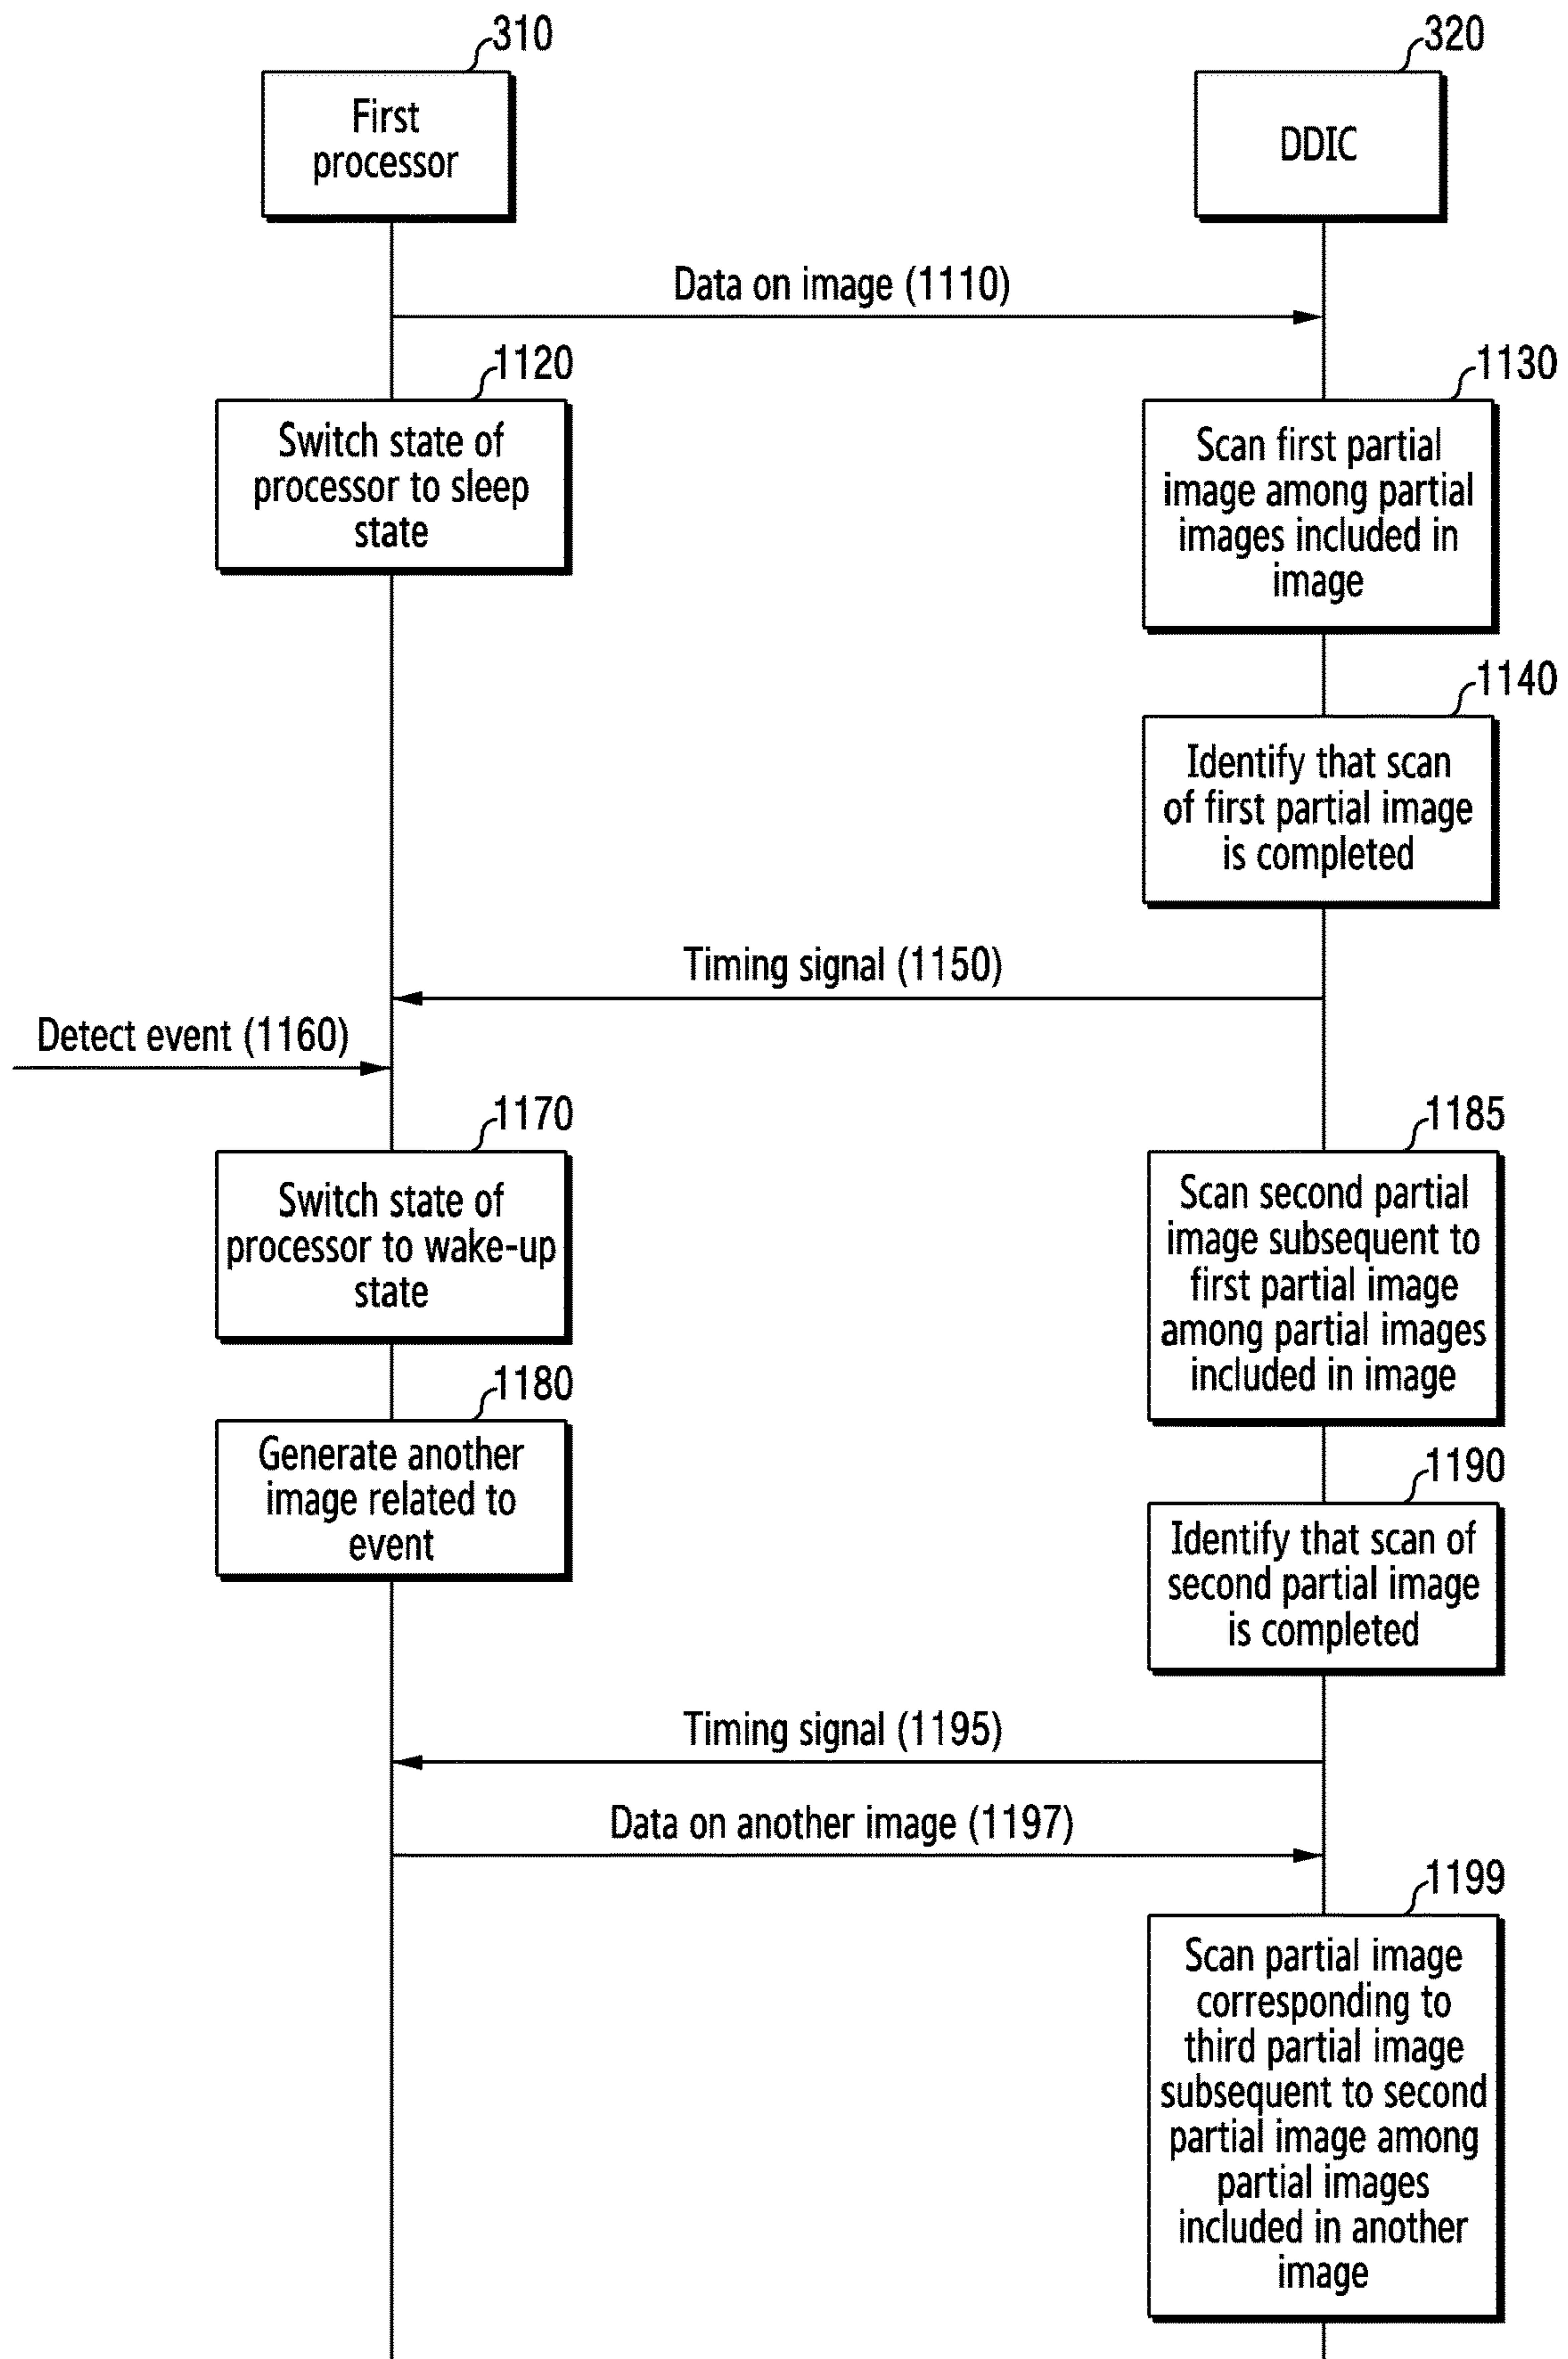 310
First
processor
320
DDIC
Data on image (1110)
1120
Switch state of
processor to sleep
state
1130
Scan first partial
image among partial
images included in
image
1140
Identify that scan
of first partial image
is completed
Timing signal (1150)
Detect event (1160)
1170
Switch state of
processor to wake-up
state
1185
Scan second partial
image subsequent to
first partial image
among partial images
included in image
1180
Generate another
image related to
event
1190
Identify that scan of
second partial image
is completed
Timing signal (1195)
Data on another image (1197)
1199
Scan partial image
corresponding to
third partial image
subsequent to second
partial image among
partial images
included in another
image